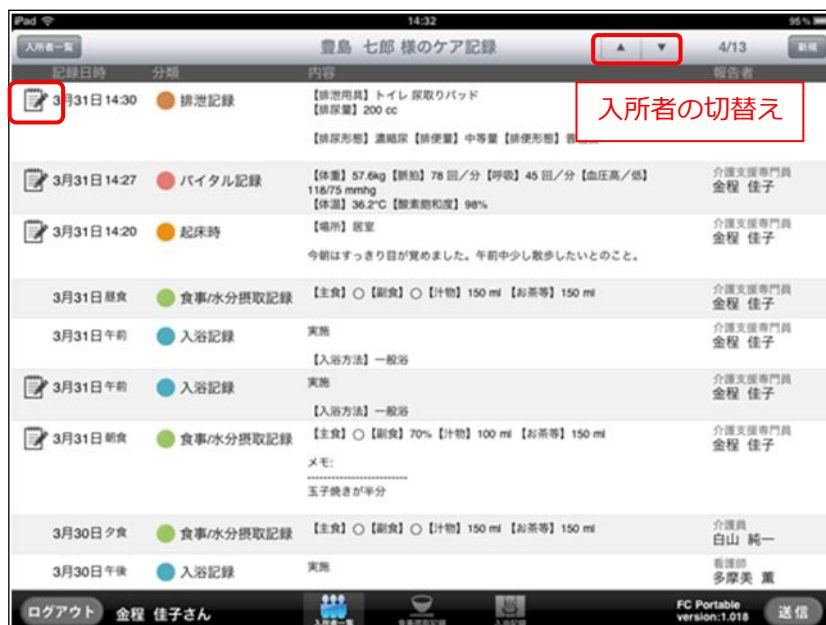 iPad 14:32 95%
入所者一覧 豊島 七郎 様のケア記録 ▲ ▼ 4/13 新規
記録日時 分類 内容 報告者
3月31日 14:30 排泄記録 【排泄用具】トイレ 尿取りパッド
【排尿量】200 cc
入所者の切替え
【排尿形態】濃縮尿【排便量】中等量【排便形態】
3月31日 14:27 バイタル記録 【体重】57.6kg【脈拍】78 回／分【呼吸】45 回／分【血圧高／低】
118/75 mmhg
【体温】36.2°C【酸素飽和度】98%
介護支援専門員
金程 佳子
3月31日 14:20 起床時 【場所】居室
今朝はすっきり目が覚めました。午前中少し散歩したいとのこと。
介護支援専門員
金程 佳子
3月31日 昼食 食事/水分摂取記録 【主食】○【副食】○【汁物】150 ml 【お茶等】150 ml
介護支援専門員
金程 佳子
3月31日 午前 入浴記録 実施
【入浴方法】一般浴
介護支援専門員
金程 佳子
3月31日 午前 入浴記録 実施
【入浴方法】一般浴
介護支援専門員
金程 佳子
3月31日 朝食 食事/水分摂取記録 【主食】○【副食】70%【汁物】100 ml 【お茶等】150 ml
メモ:
-------------------------
玉子焼きが半分
介護支援専門員
金程 佳子
3月30日 夕食 食事/水分摂取記録 【主食】○【副食】○【汁物】150 ml 【お茶等】150 ml
介護員
白山 純一
3月30日 午後 入浴記録 実施
看護師
多摩美 薫
ログアウト 金程 佳子さん 入所者一覧 食事摂取記録 入浴記録 FC Portable
version:1.018 送信